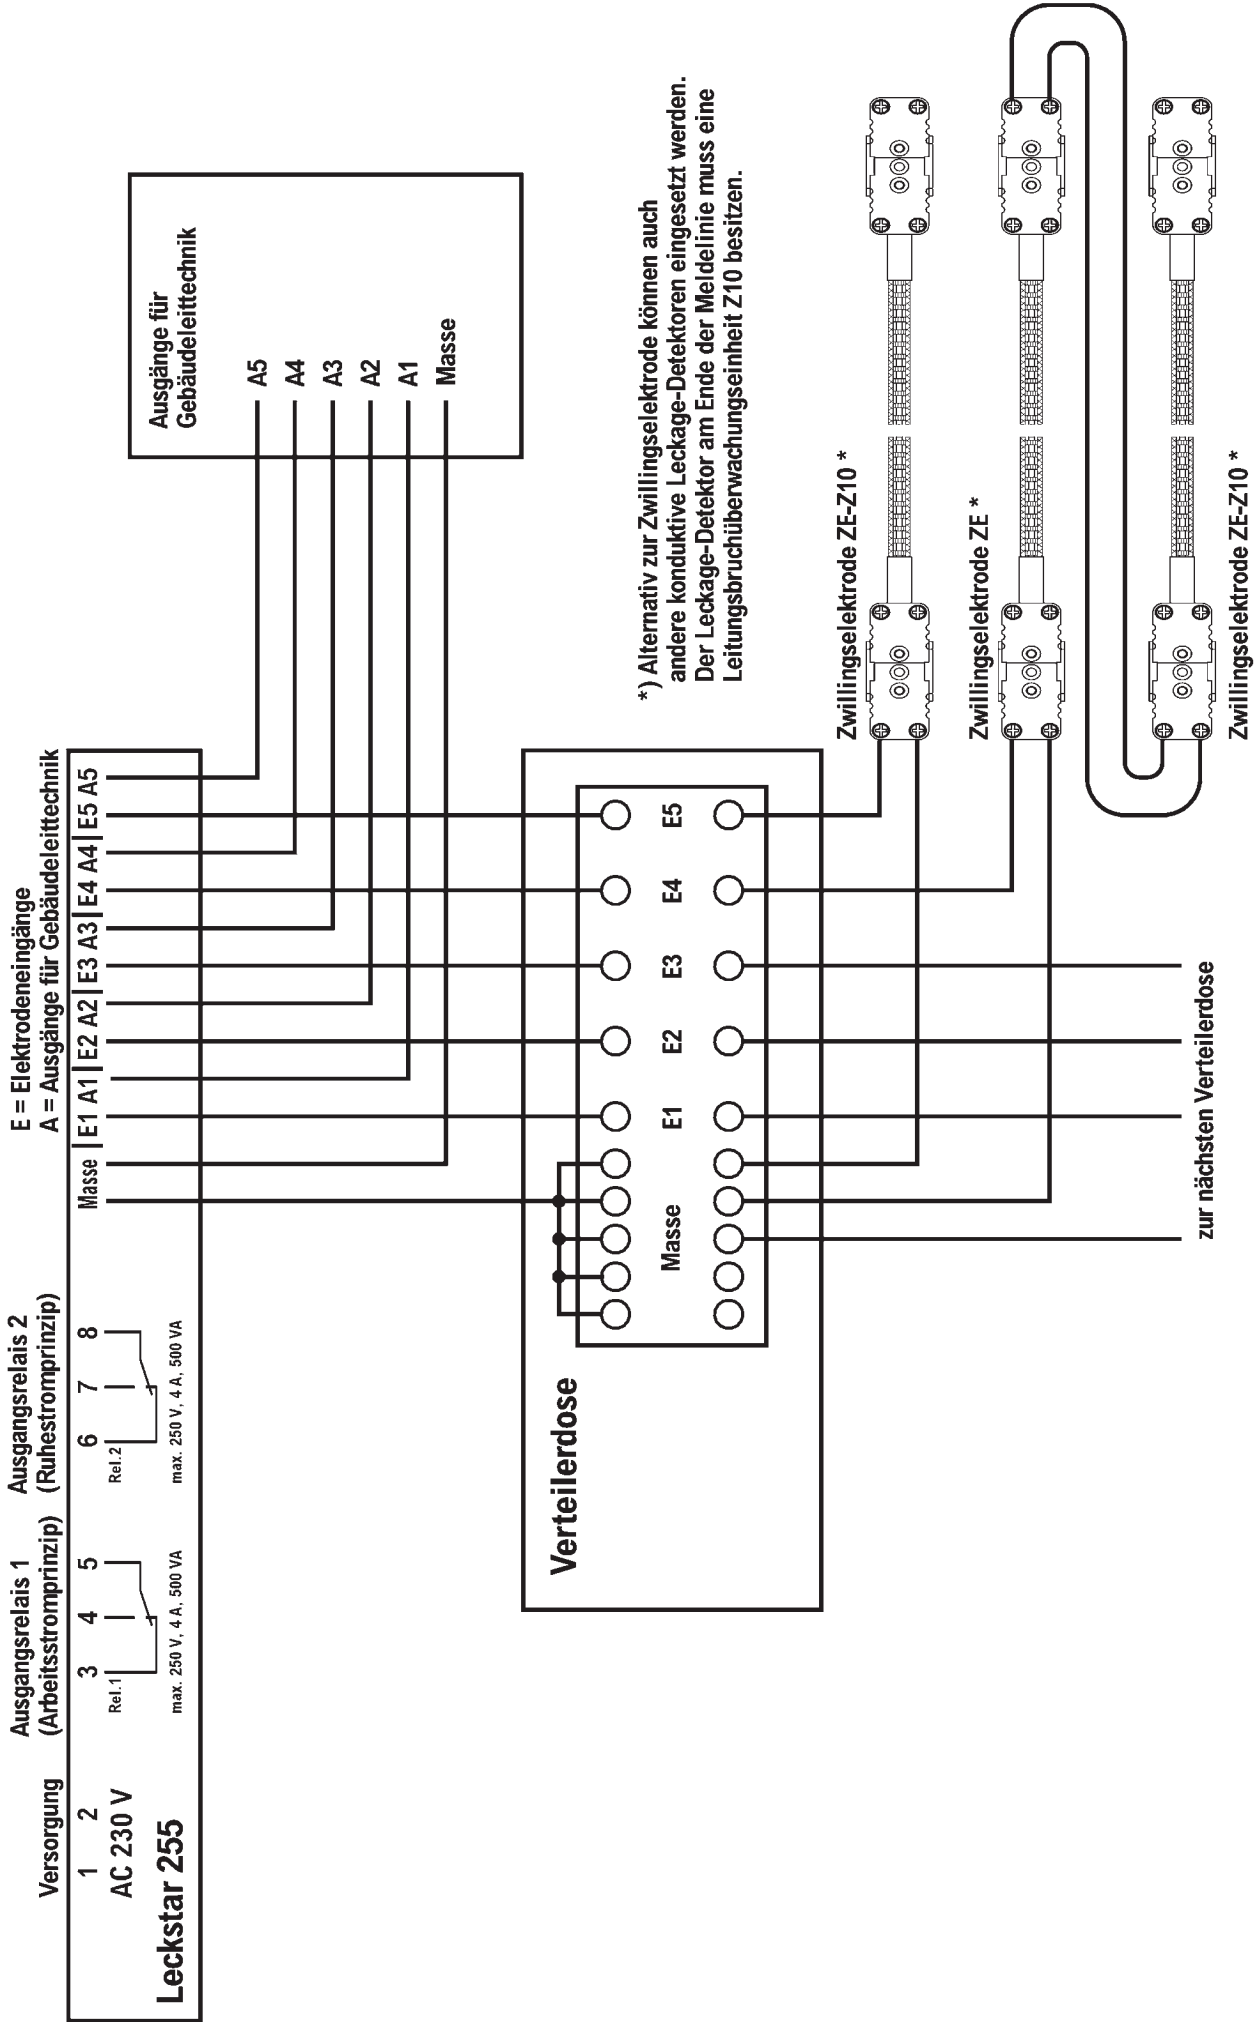 Versorgung
1 2
AC 230 V
Leckstar 255
Ausgangsrelais 1
(Arbeitsstromprinzip)
3 4 5
Rel.1
max. 250 V, 4 A, 500 VA
Ausgangsrelais 2
(Ruhestromprinzip)
6 7 8
Rel.2
max. 250 V, 4 A, 500 VA
E = Elektrodeneingänge
A = Ausgänge für Gebäudeleittechnik
Masse | E1 A1 | E2 A2 | E3 A3 | E4 A4 | E5 A5
Ausgänge für
Gebäudeleittechnik
A5
A4
A3
A2
A1
Masse
Verteilerdose
Masse E1 E2 E3 E4 E5
*) Alternativ zur Zwillingselektrode können auch
andere konduktive Leckage-Detektoren eingesetzt werden.
Der Leckage-Detektor am Ende der Meldelinie muss eine
Leitungsbruchüberwachungseinheit Z10 besitzen.
Zwillingselektrode ZE-Z10 *
Zwillingselektrode ZE *
Zwillingselektrode ZE-Z10 *
zur nächsten Verteilerdose